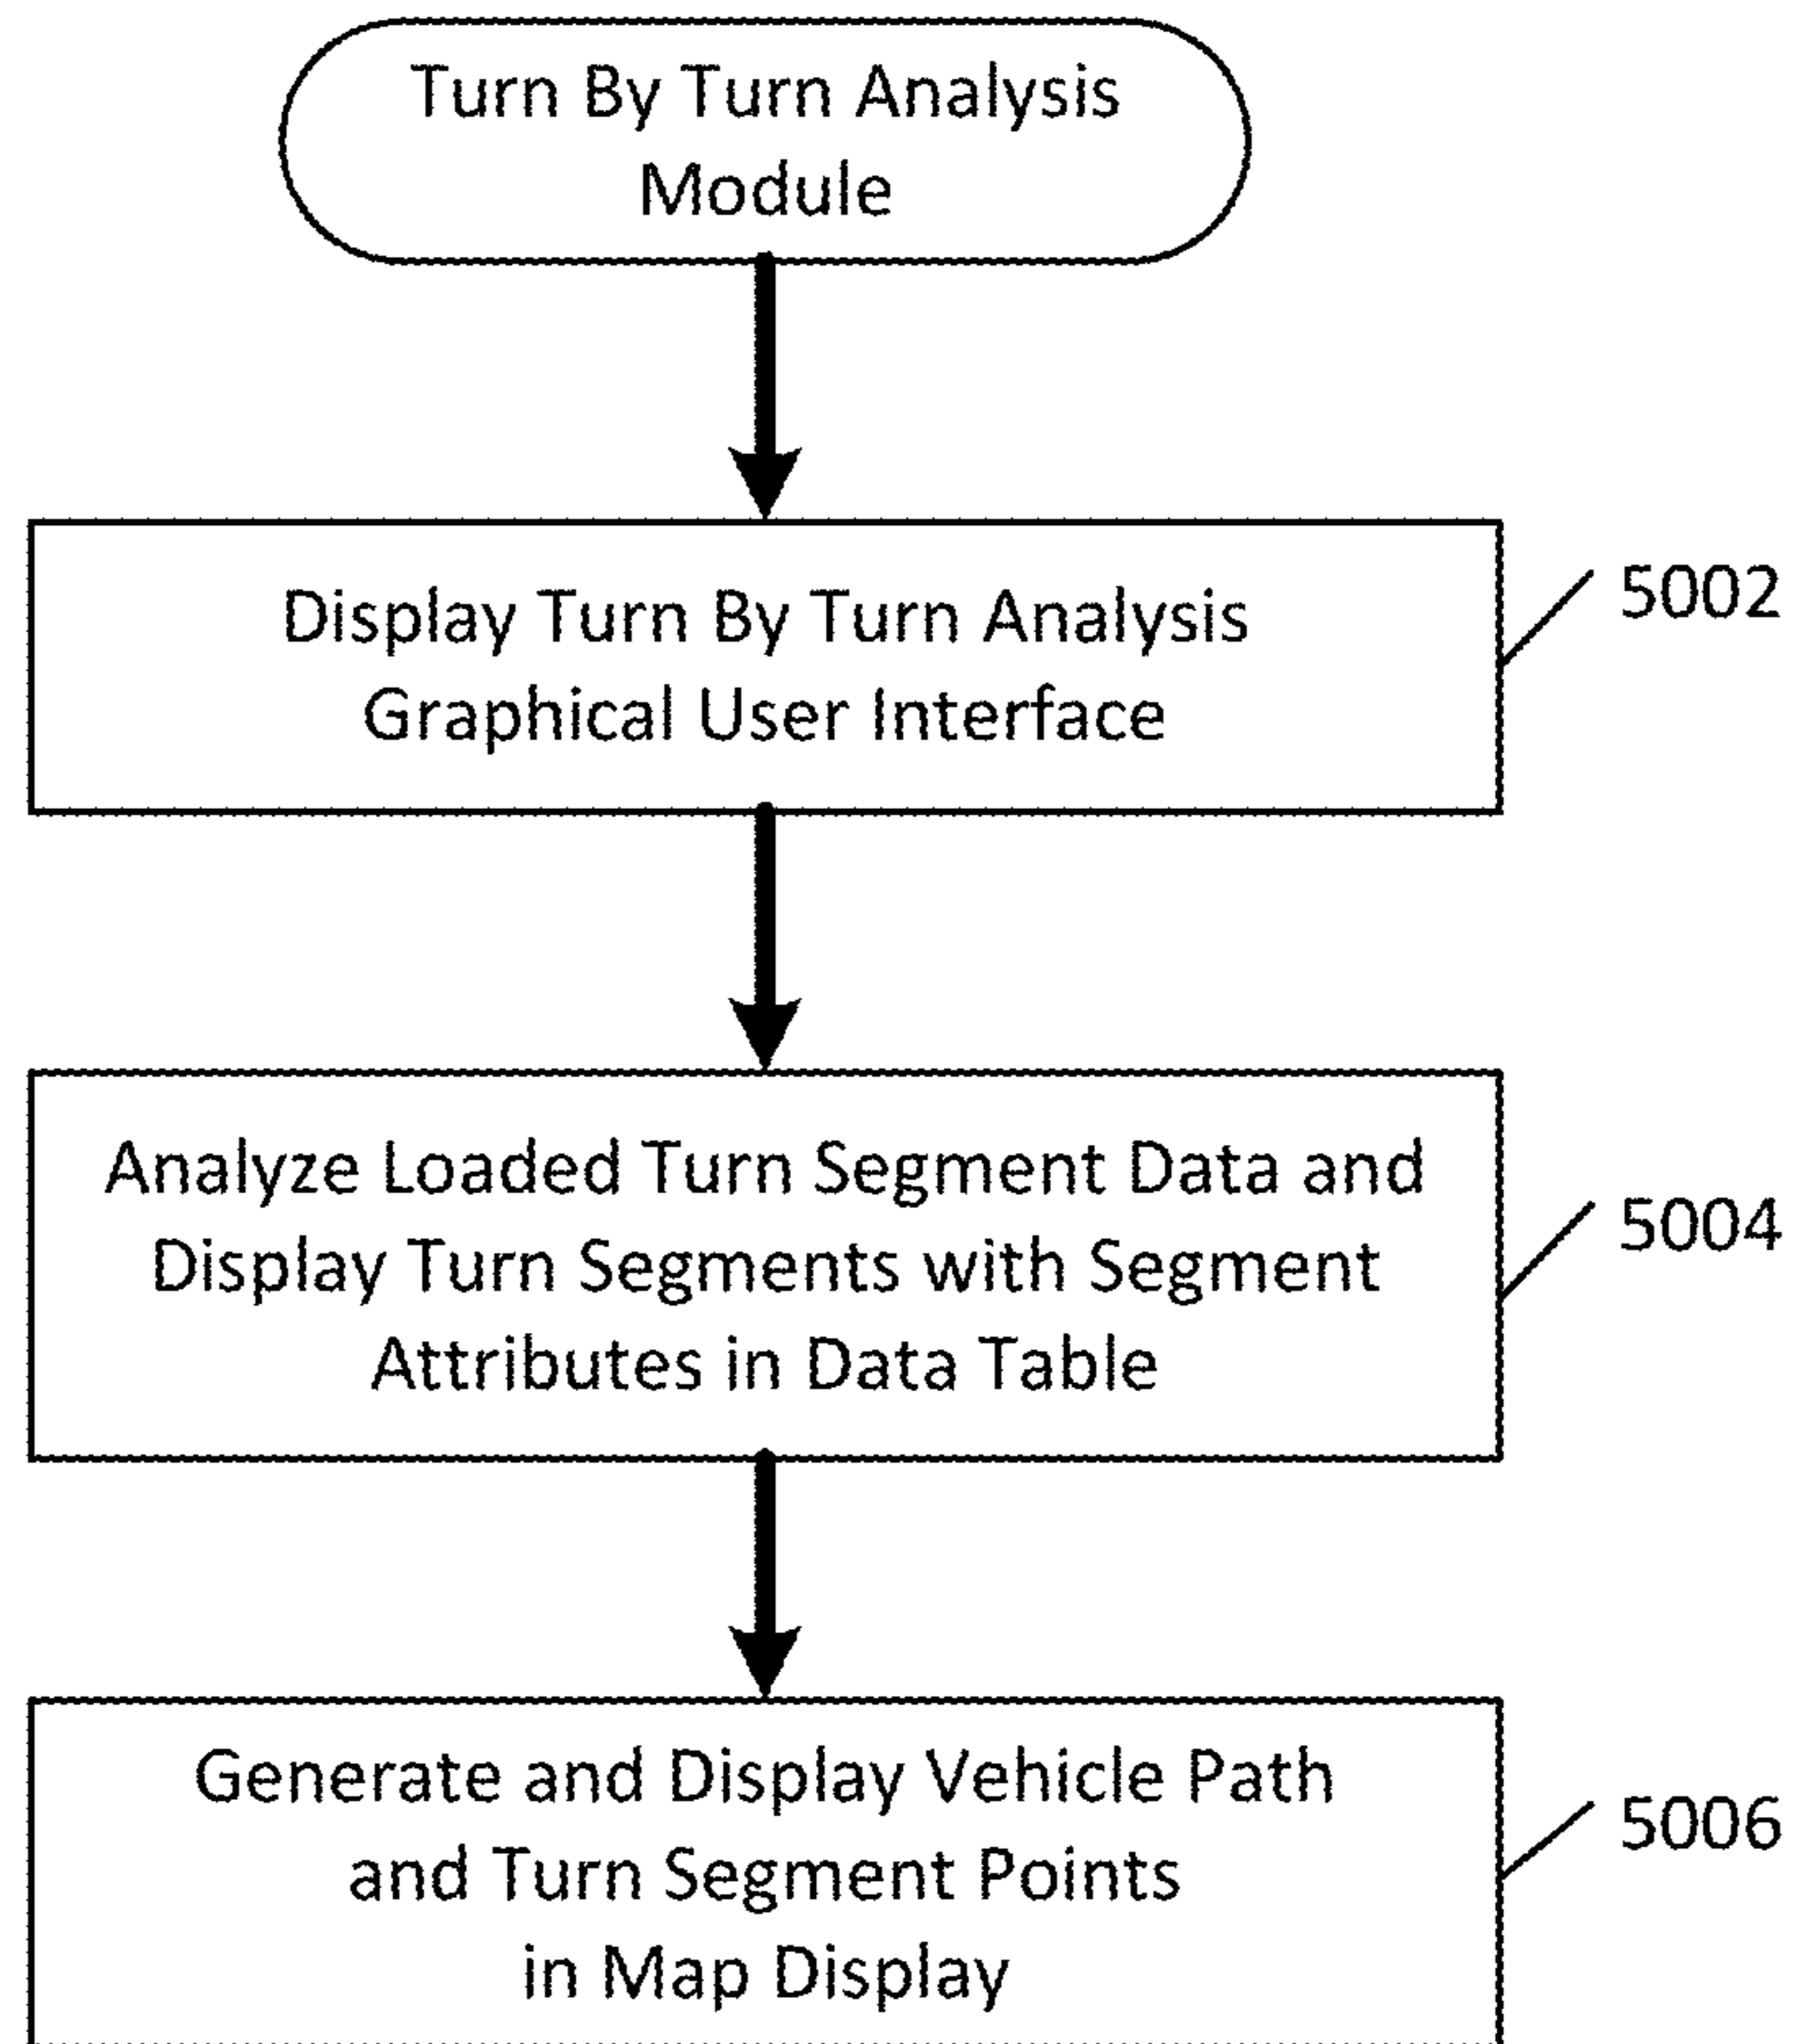 Turn By Turn Analysis
Module
Display Turn By Turn Analysis
Graphical User Interface
5002
Analyze Loaded Turn Segment Data and
Display Turn Segments with Segment
Attributes in Data Table
5004
Generate and Display Vehicle Path
and Turn Segment Points
in Map Display
5006